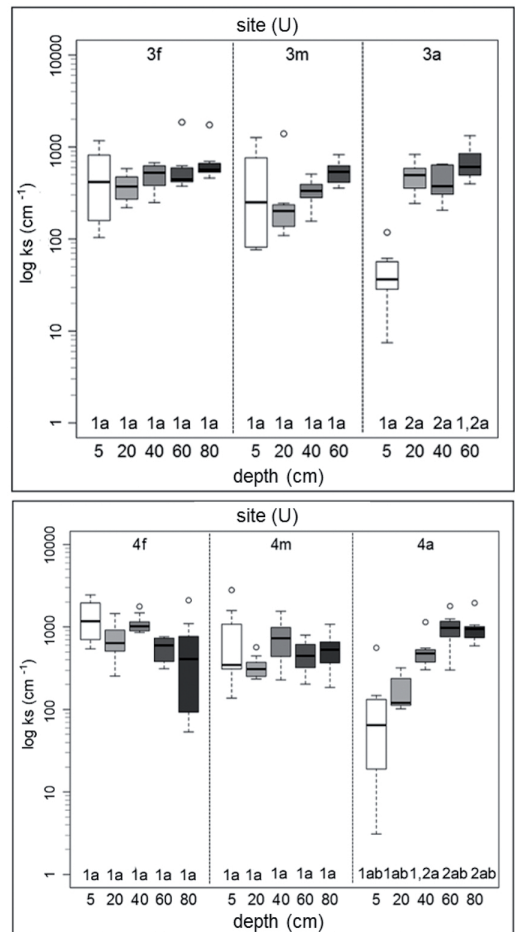 site (U)
3f 3m 3a
10000
1000
100
10
1
log ks (cm⁻¹)
1a 1a 1a 1a 1a 1a 1a 1a 1a 1a 2a 2a 1,2a
5 20 40 60 80 5 20 40 60 5 20 40 60
depth (cm)
site (U)
4f 4m 4a
10000
1000
100
10
1
log ks (cm⁻¹)
1a 1a 1a 1a 1a 1a 1a 1a 1a 1a 1ab 1ab 1,2a 2ab 2ab
5 20 40 60 80 5 20 40 60 80 5 20 40 60 80
depth (cm)